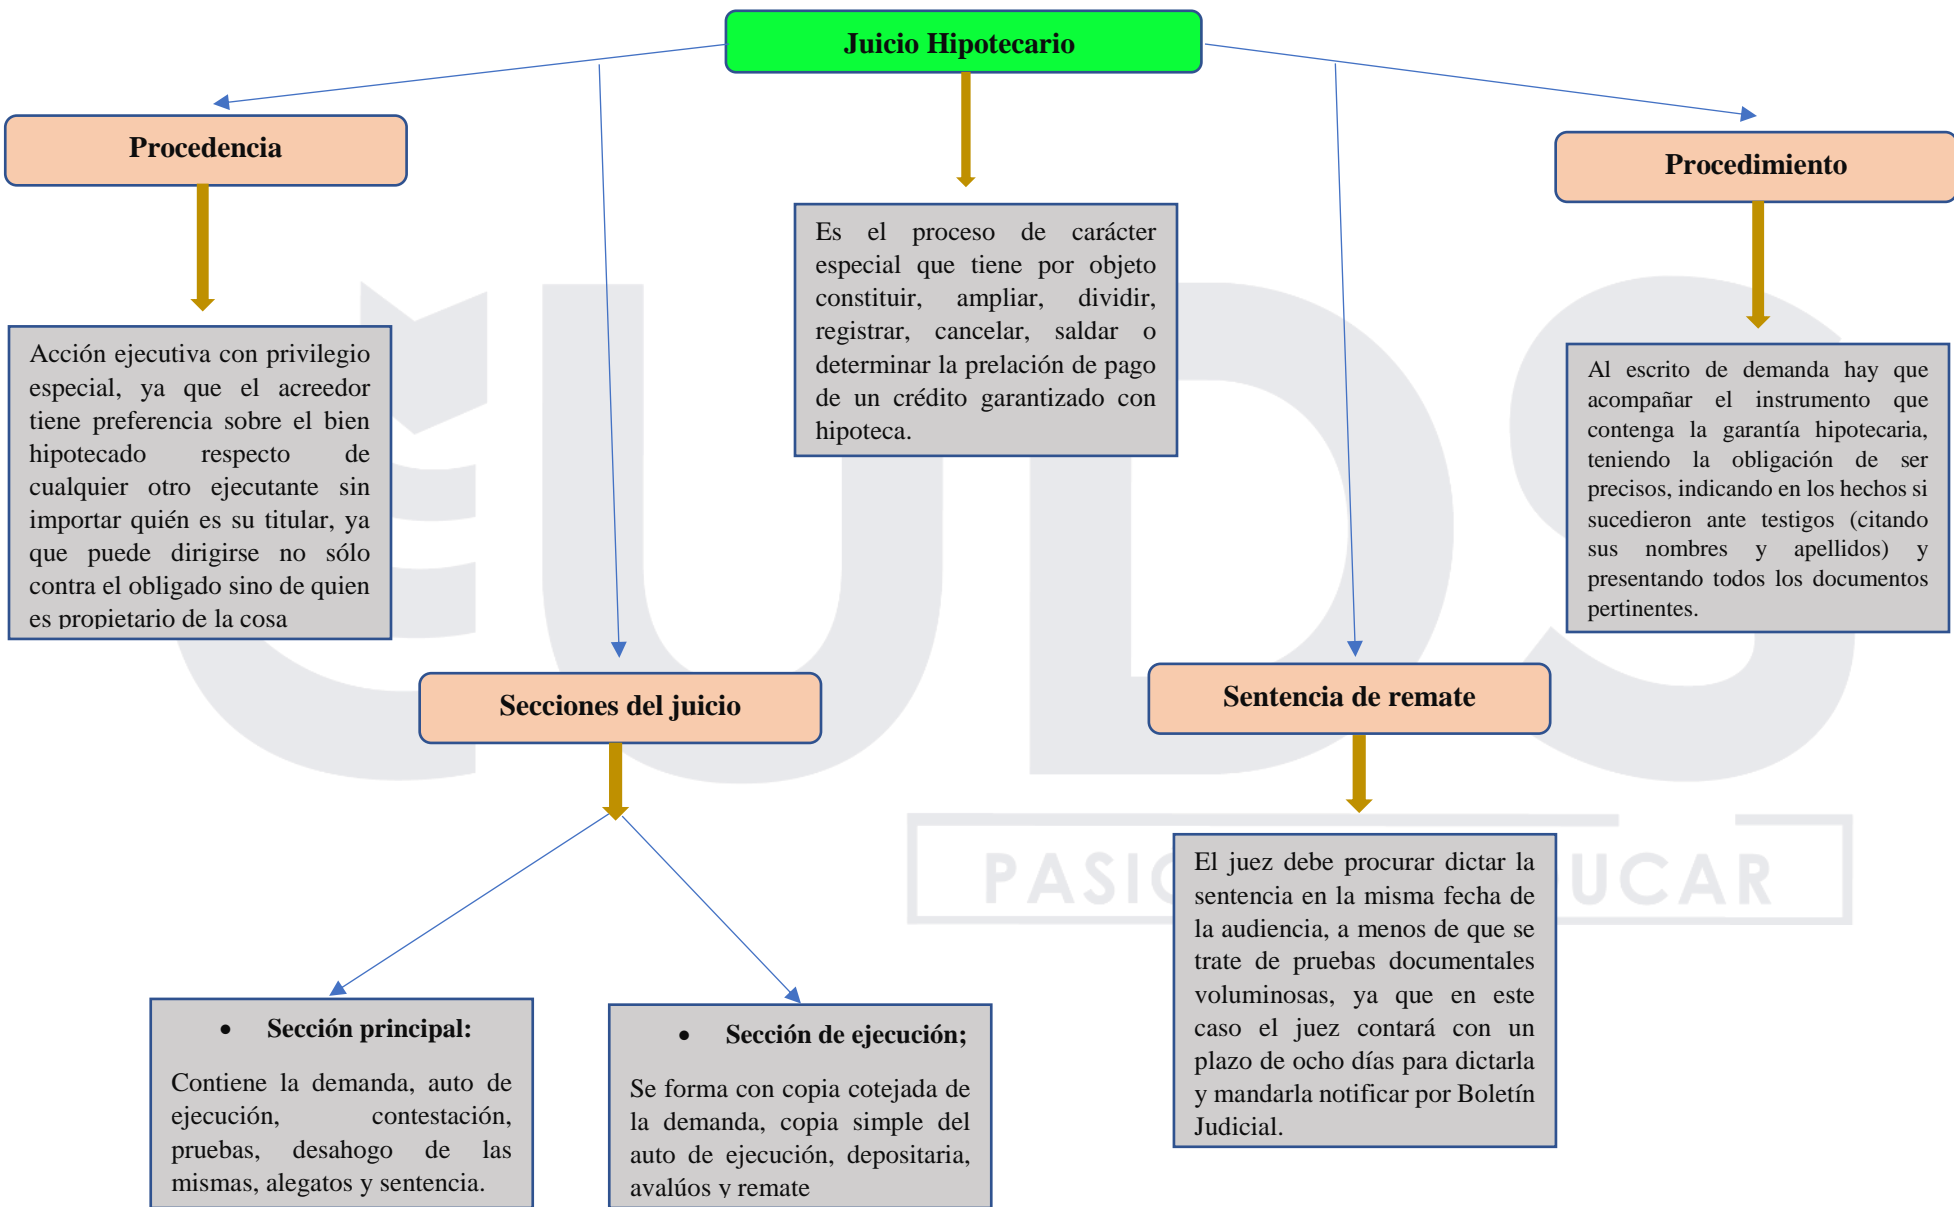 Juicio Hipotecario
Procedencia
Procedimiento
Es el proceso de carácter
especial que tiene por objeto
constituir, ampliar, dividir,
registrar, cancelar, saldar o
determinar la prelación de pago
de un crédito garantizado con
hipoteca.
Acción ejecutiva con privilegio
especial, ya que el acreedor
tiene preferencia sobre el bien
hipotecado respecto de
cualquier otro ejecutante sin
importar quién es su titular, ya
que puede dirigirse no sólo
contra el obligado sino de quien
es propietario de la cosa
Al escrito de demanda hay que
acompañar el instrumento que
contenga la garantía hipotecaria,
teniendo la obligación de ser
precisos, indicando en los hechos si
sucedieron ante testigos (citando
sus nombres y apellidos) y
presentando todos los documentos
pertinentes.
Secciones del juicio
Sentencia de remate
El juez debe procurar dictar la
sentencia en la misma fecha de
la audiencia, a menos de que se
trate de pruebas documentales
voluminosas, ya que en este
caso el juez contará con un
plazo de ocho días para dictarla
y mandarla notificar por Boletín
Judicial.
• Sección principal:
Contiene la demanda, auto de
ejecución, contestación,
pruebas, desahogo de las
mismas, alegatos y sentencia.
• Sección de ejecución;
Se forma con copia cotejada de
la demanda, copia simple del
auto de ejecución, depositaria,
avalúos y remate
UDS